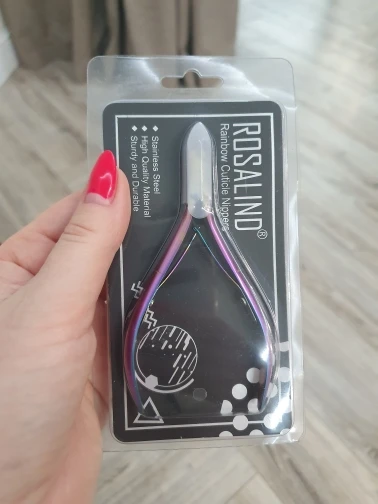 ROSALIND®
Rainbow Cuticle Nippers
◆ Stainless Steel
◆ High Quality Material
◆ Sturdy and Durable